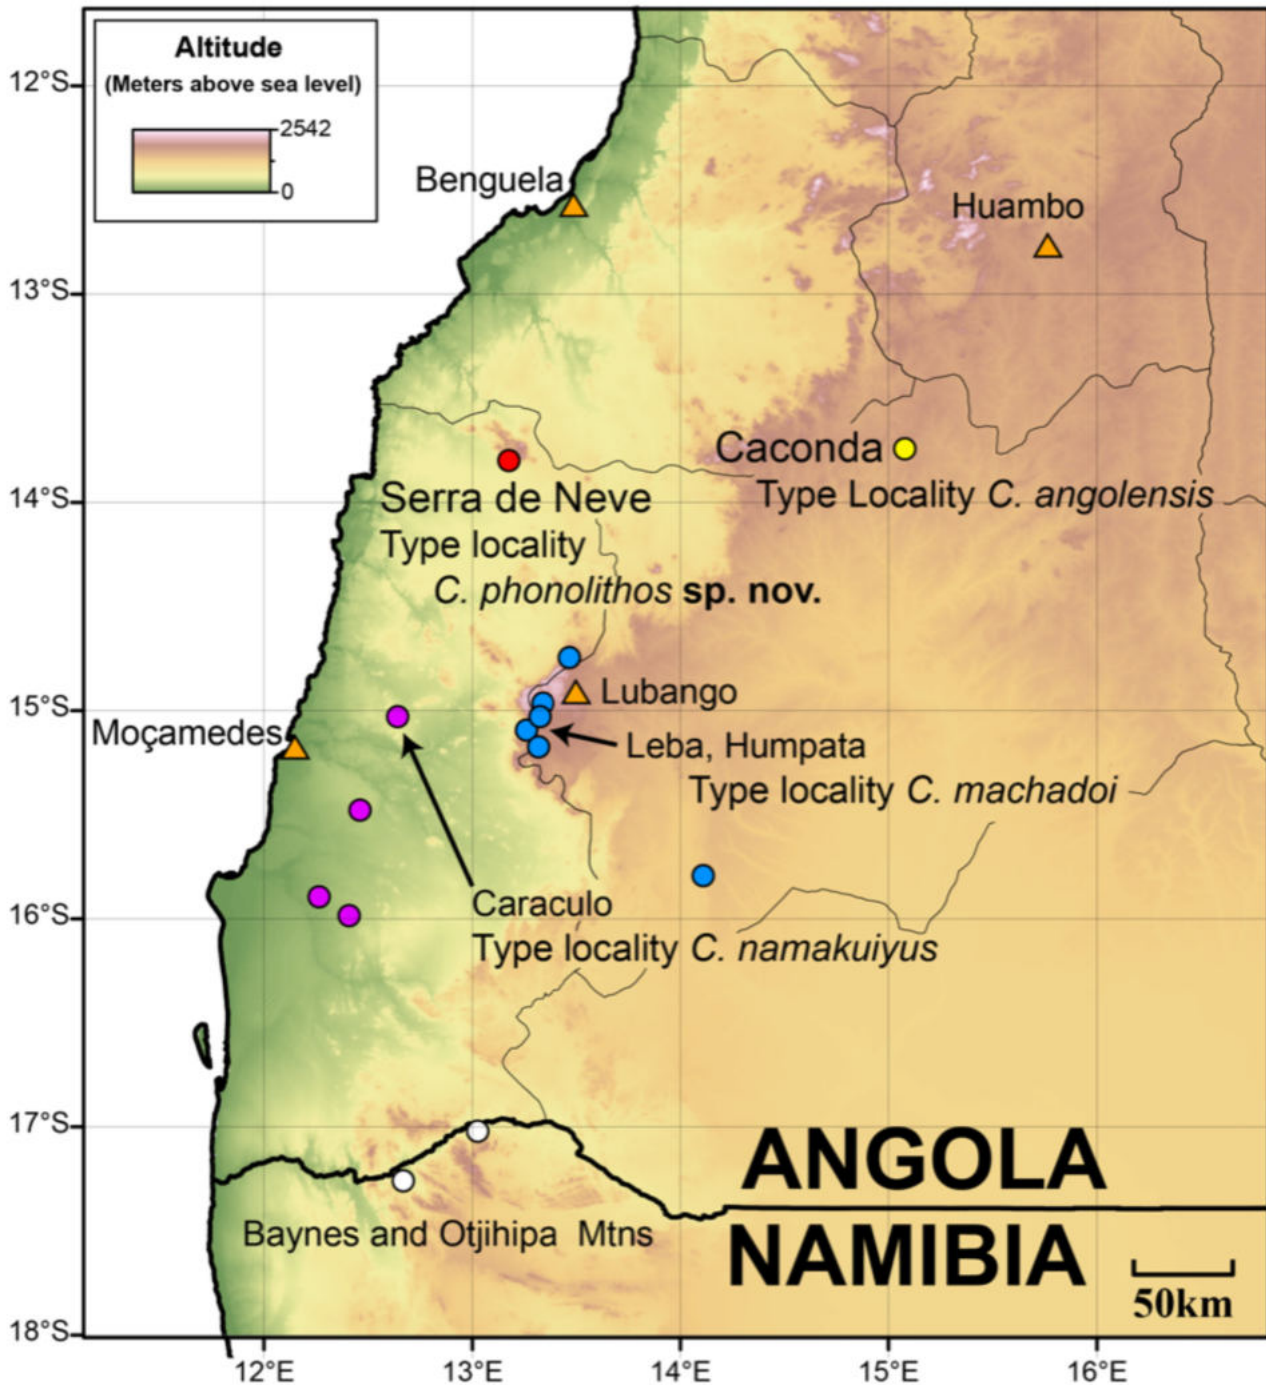 Altitude
(Meters above sea level)
2542
0
12°S
Benguela
Huambo
13°S
Caconda
Type Locality C. angolensis
14°S
Serra de Neve
Type locality
C. phonolithos sp. nov.
Lubango
15°S
Moçamedes
Leba, Humpata
Type locality C. machadoi
Caraculo
16°S
Type locality C. namakuiyus
17°S
ANGOLA
Baynes and Otjihipa Mtns
NAMIBIA
50km
18°S
12°E
13°E
14°E
15°E
16°E